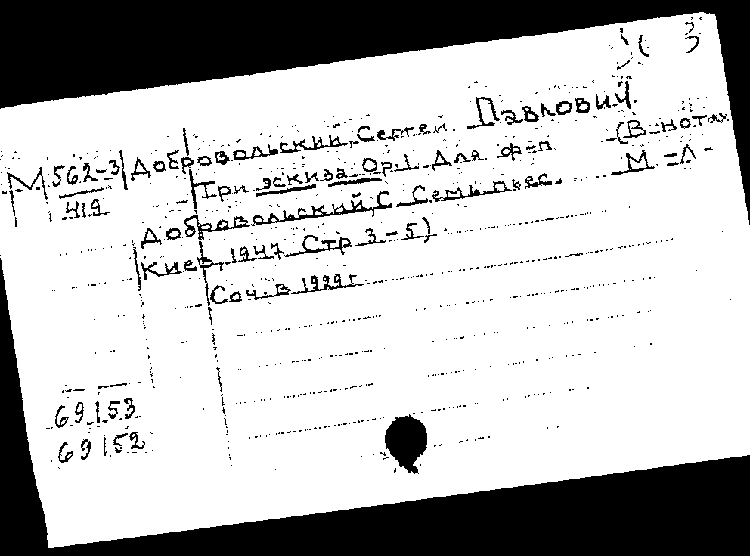 3
М 562-3 Добровольский, Сергей Павлович.
419 Три эскиза Ор.1. Для ф-п. (В нотах
Добровольский, С. Семь пьес. М.-Л.-
Киев, 1947. Стр. 3-5)
Соч. в 1929 г.
69153
69152